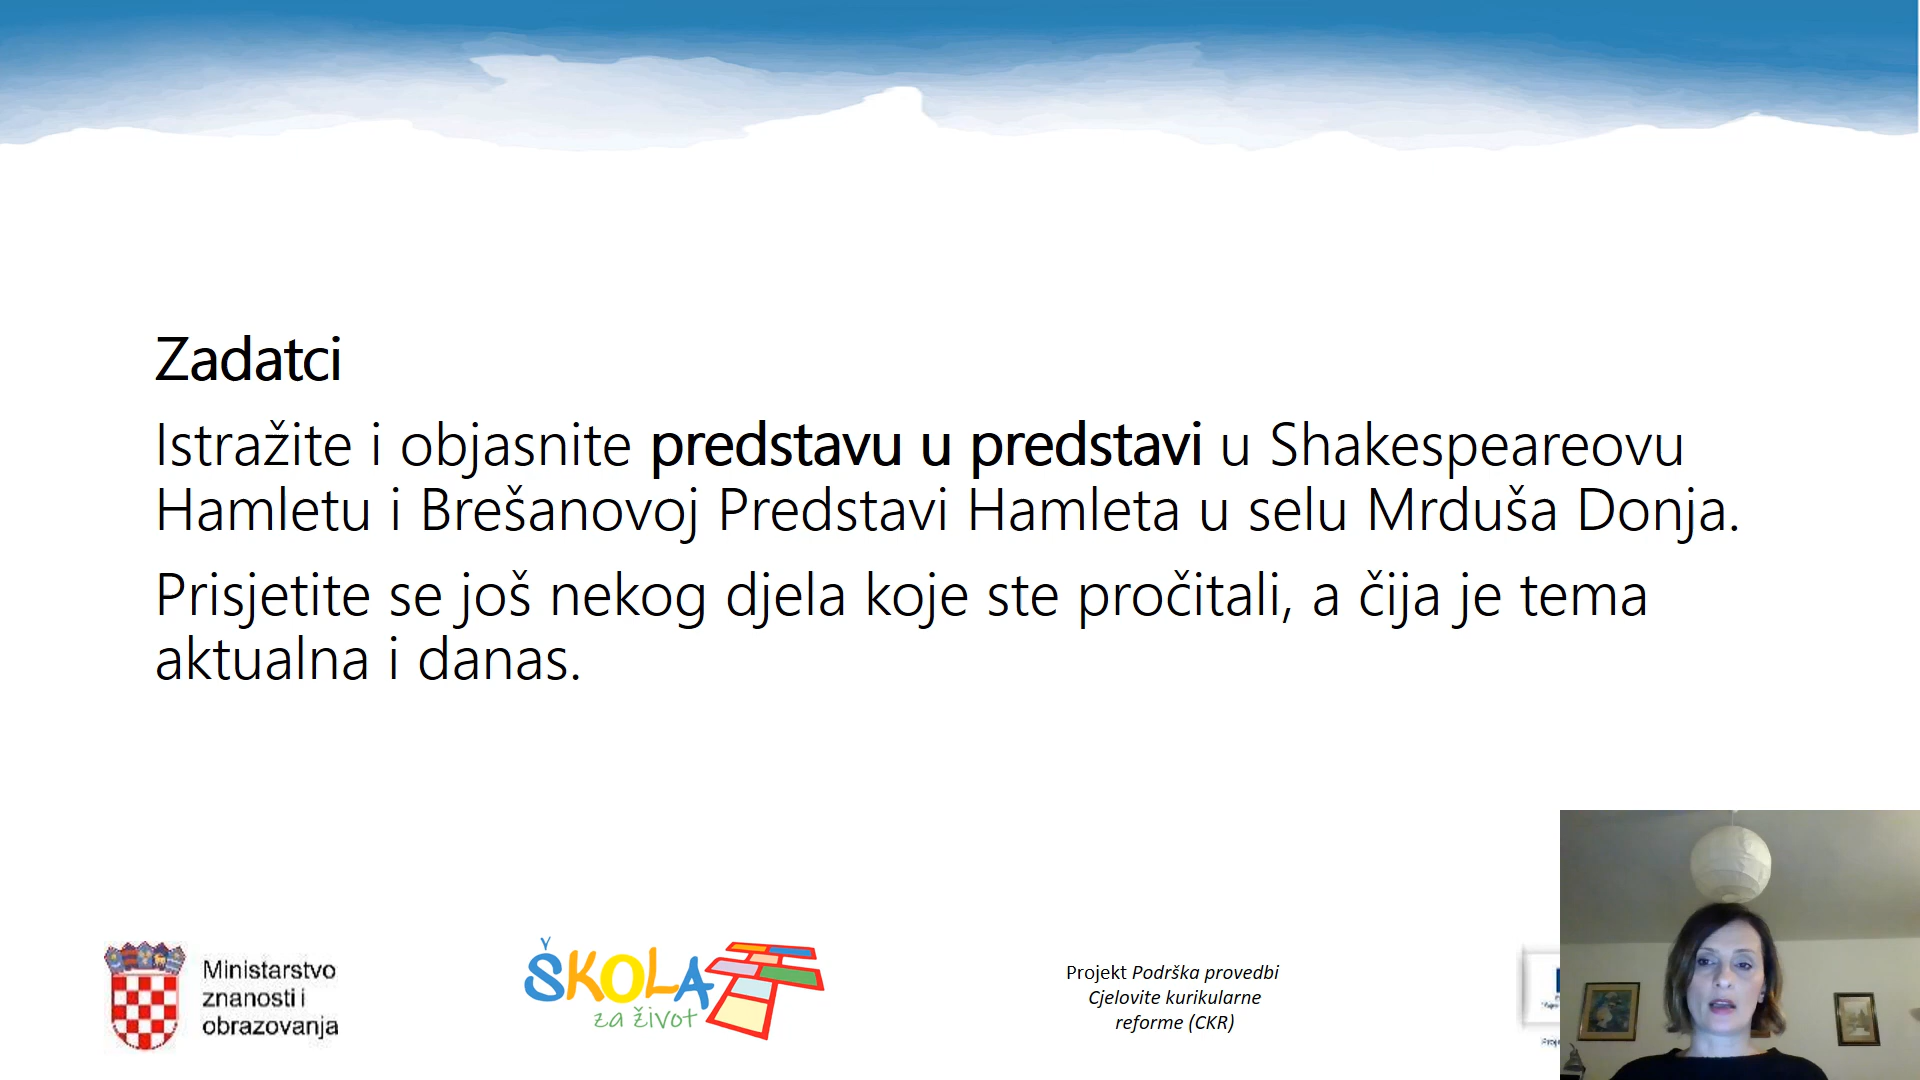 Zadatci
Istražite i objasnite predstavu u predstavi u Shakespeareovu
Hamletu i Brešanovoj Predstavi Hamleta u selu Mrduša Donja.
Prisjetite se još nekog djela koje ste pročitali, a čija je tema
aktualna i danas.
Ministarstvo
znanosti i
obrazovanja
ŠKOLA
za život
Projekt Podrška provedbi
Cjelovite kurikularne
reforme (CKR)